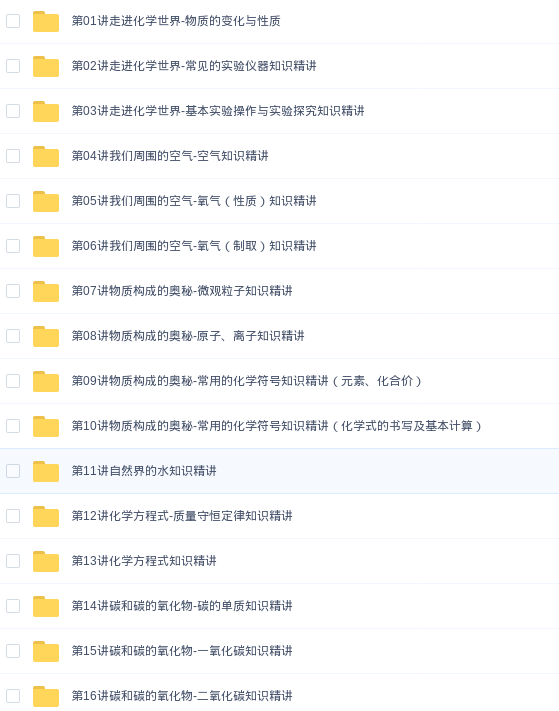 第01讲走进化学世界-物质的变化与性质
第02讲走进化学世界-常见的实验仪器知识精讲
第03讲走进化学世界-基本实验操作与实验探究知识精讲
第04讲我们周围的空气-空气知识精讲
第05讲我们周围的空气-氧气（性质）知识精讲
第06讲我们周围的空气-氧气（制取）知识精讲
第07讲物质构成的奥秘-微观粒子知识精讲
第08讲物质构成的奥秘-原子、离子知识精讲
第09讲物质构成的奥秘-常用的化学符号知识精讲（元素、化合价）
第10讲物质构成的奥秘-常用的化学符号知识精讲（化学式的书写及基本计算）
第11讲自然界的水知识精讲
第12讲化学方程式-质量守恒定律知识精讲
第13讲化学方程式知识精讲
第14讲碳和碳的氧化物-碳的单质知识精讲
第15讲碳和碳的氧化物-一氧化碳知识精讲
第16讲碳和碳的氧化物-二氧化碳知识精讲